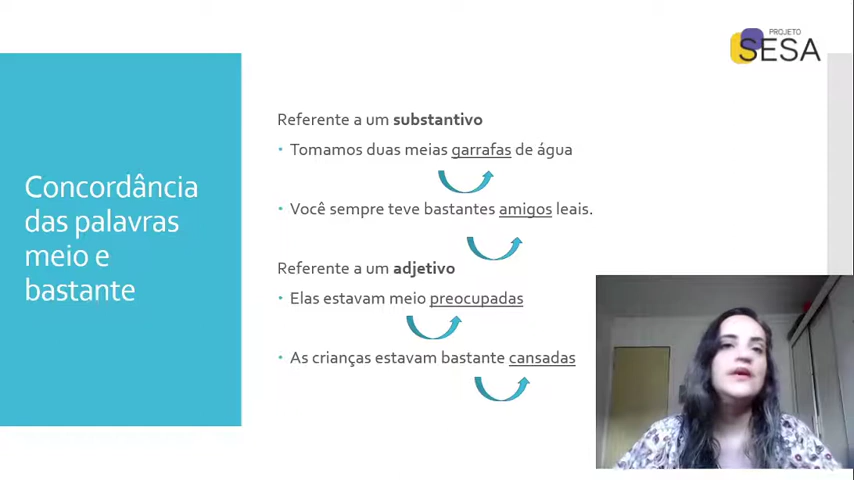 PROJETO
SESA
Concordância
das palavras
meio e
bastante
Referente a um substantivo
• Tomamos duas meias garrafas de água
• Você sempre teve bastantes amigos leais.
Referente a um adjetivo
• Elas estavam meio preocupadas
• As crianças estavam bastante cansadas